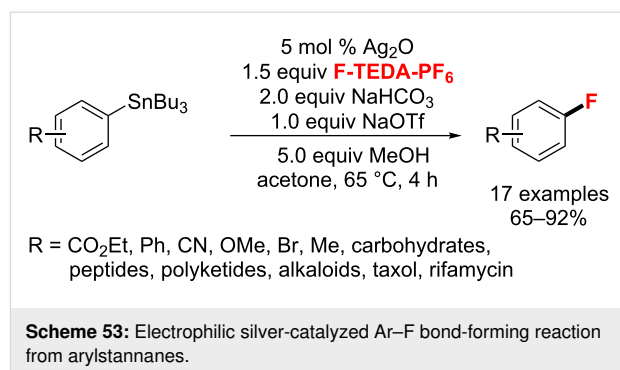 5 mol % Ag₂O
1.5 equiv F-TEDA-PF₆
2.0 equiv NaHCO₃
1.0 equiv NaOTf
5.0 equiv MeOH
acetone, 65 °C, 4 h
SnBu₃
R
F
R
17 examples
65–92%
R = CO₂Et, Ph, CN, OMe, Br, Me, carbohydrates,
peptides, polyketides, alkaloids, taxol, rifamycin
Scheme 53: Electrophilic silver-catalyzed Ar–F bond-forming reaction
from arylstannanes.